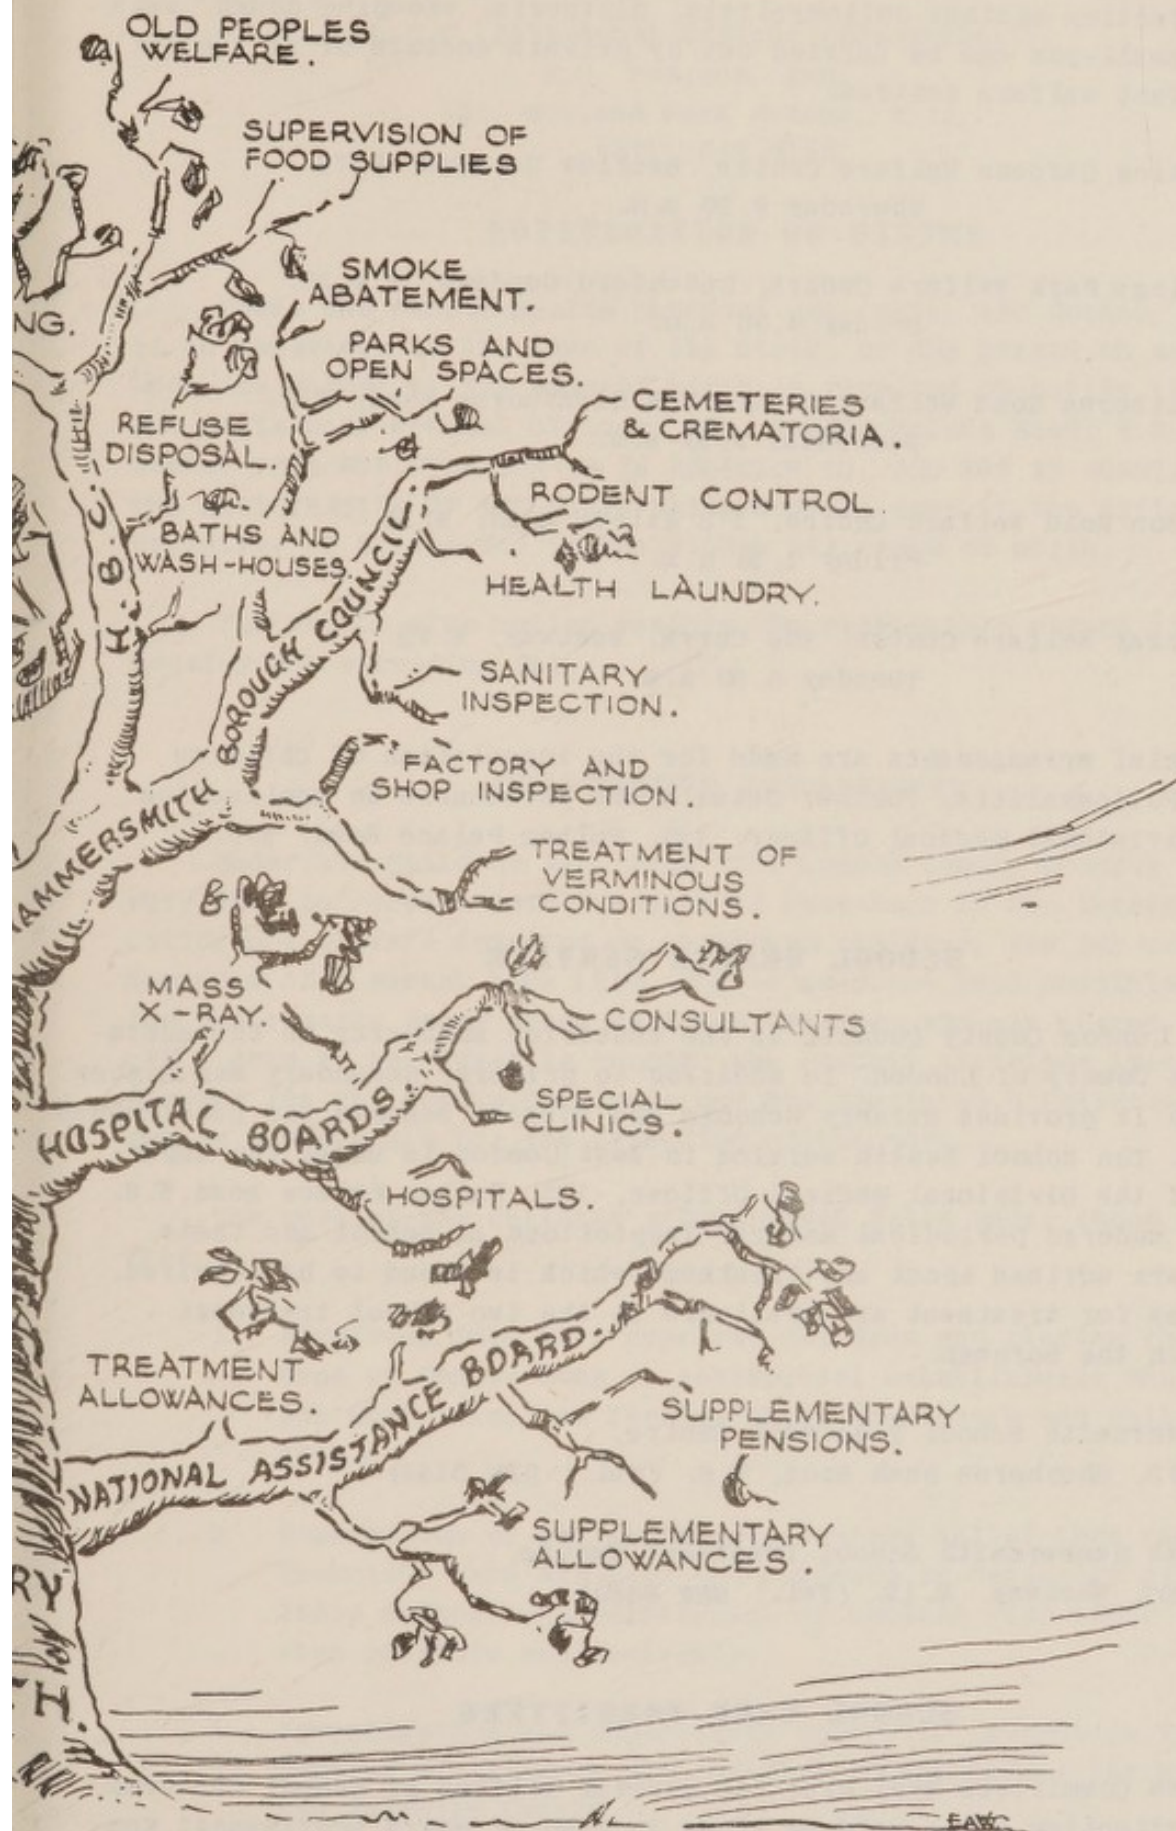 OLD PEOPLES
WELFARE.
SUPERVISION OF
FOOD SUPPLIES
SMOKE
ABATEMENT.
NG.
PARKS AND
OPEN SPACES.
CEMETERIES
& CREMATORIA.
REFUSE
DISPOSAL.
RODENT CONTROL.
BATHS AND
WASH-HOUSES.
HEALTH LAUNDRY.
H.B.C.
SANITARY
INSPECTION.
HAMMERSMITH BOROUGH COUNCIL.
FACTORY AND
SHOP INSPECTION.
TREATMENT OF
VERMINOUS
CONDITIONS.
&
MASS
X-RAY.
CONSULTANTS
SPECIAL
CLINICS.
HOSPITAL BOARDS.
HOSPITALS.
TREATMENT
ALLOWANCES.
NATIONAL ASSISTANCE BOARD.
SUPPLEMENTARY
PENSIONS.
SUPPLEMENTARY
ALLOWANCES.
RY
H.